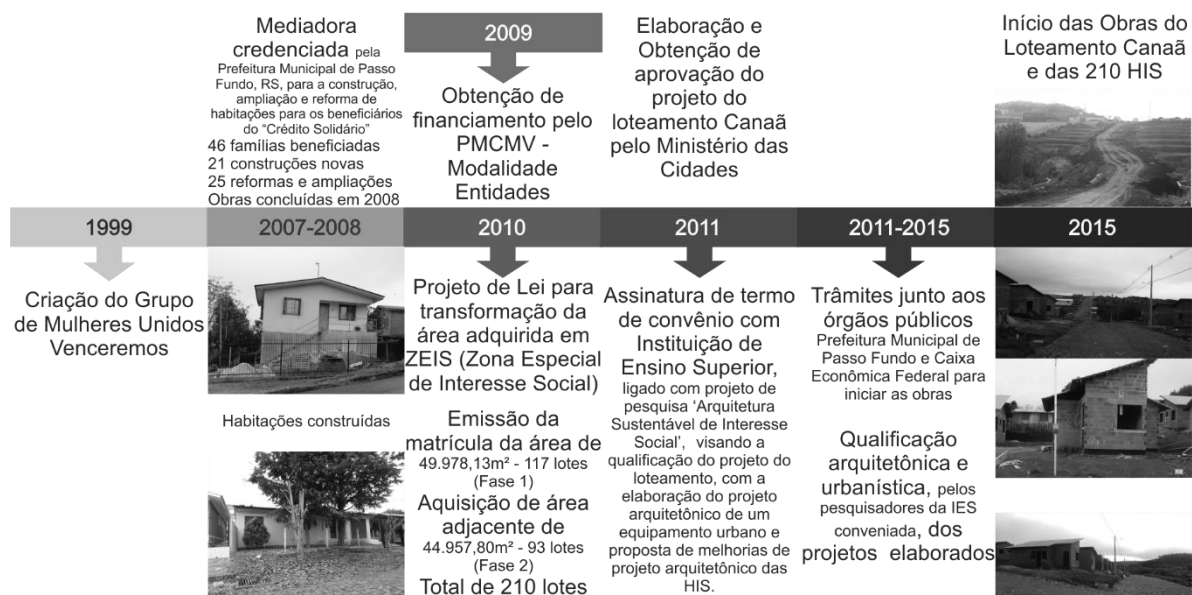 1999
Criação do Grupo
de Mulheres Unidos
Venceremos
Mediadora
credenciada pela
Prefeitura Municipal de Passo
Fundo, RS, para a construção,
ampliação e reforma de
habitações para os beneficiários
do “Crédito Solidário”
46 famílias beneficiadas
21 construções novas
25 reformas e ampliações
Obras concluídas em 2008
2007-2008
Habitações construídas
2009
Obtenção de
financiamento pelo
PMCMV -
Modalidade
Entidades
2010
Projeto de Lei para
transformação da
área adquirida em
ZEIS (Zona Especial
de Interesse Social)
Emissão da
matrícula da área de
49.978,13m² - 117 lotes
(Fase 1)
Aquisição de área
adjacente de
44.957,80m² - 93 lotes
(Fase 2)
Total de 210 lotes
Elaboração e
Obtenção de
aprovação do
projeto do
loteamento Canaã
pelo Ministério das
Cidades
2011
Assinatura de termo
de convênio com
Instituição de
Ensino Superior,
ligado com projeto de
pesquisa ‘Arquitetura
Sustentável de Interesse
Social’, visando a
qualificação do projeto do
loteamento, com a
elaboração do projeto
arquitetônico de um
equipamento urbano e
proposta de melhorias de
projeto arquitetônico das
HIS.
2011-2015
Trâmites junto aos
órgãos públicos
Prefeitura Municipal de
Passo Fundo e Caixa
Econômica Federal para
iniciar as obras
Qualificação
arquitetônica e
urbanística, pelos
pesquisadores da IES
conveniada, dos
projetos elaborados
Início das Obras do
Loteamento Canaã
e das 210 HIS
2015